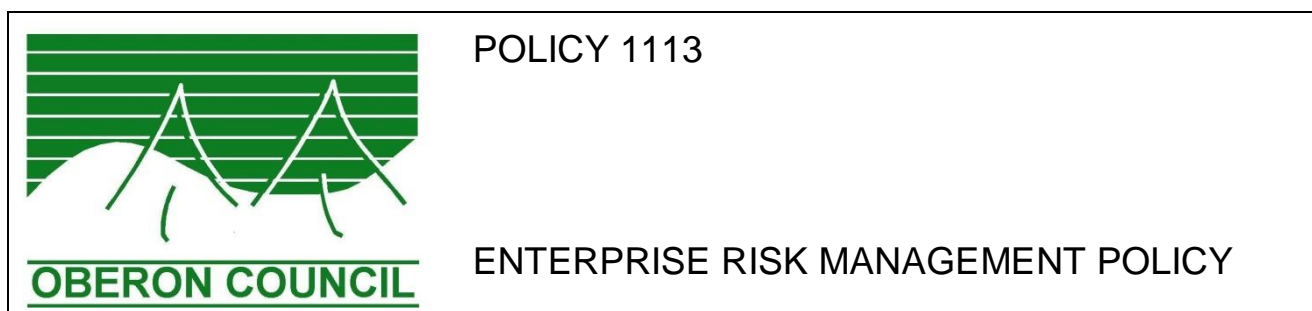 POLICY 1113
ENTERPRISE RISK MANAGEMENT POLICY
OBERON COUNCIL